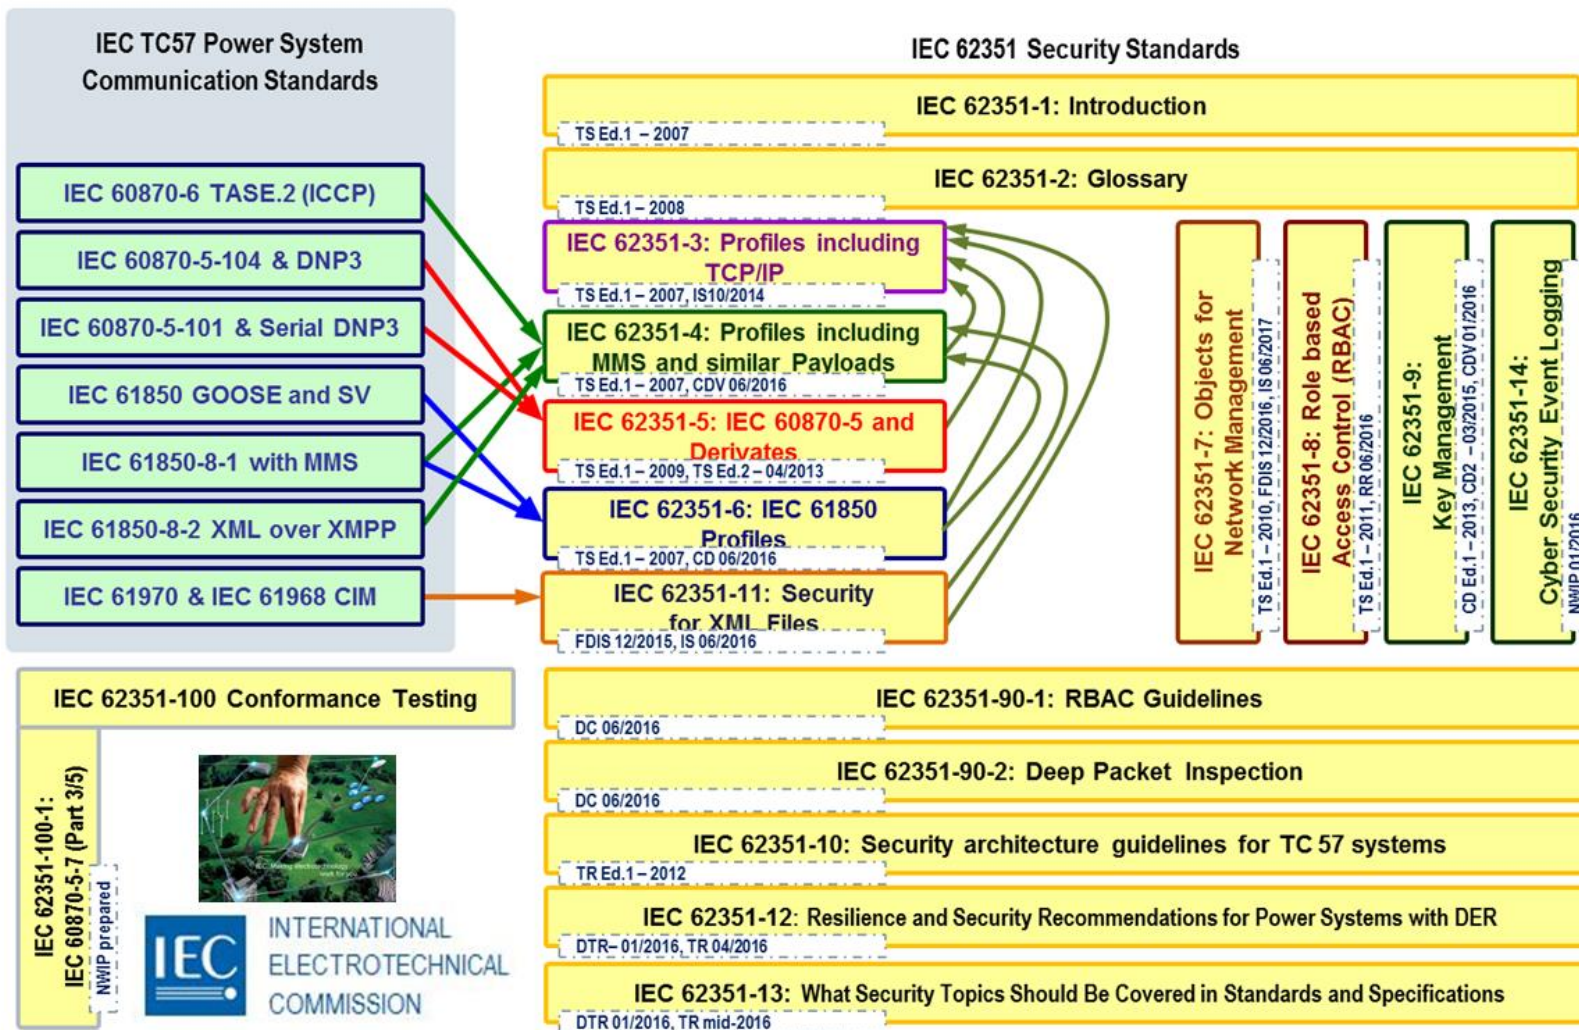 IEC TC57 Power System
Communication Standards
IEC 60870-6 TASE.2 (ICCP)
IEC 60870-5-104 & DNP3
IEC 60870-5-101 & Serial DNP3
IEC 61850 GOOSE and SV
IEC 61850-8-1 with MMS
IEC 61850-8-2 XML over XMPP
IEC 61970 & IEC 61968 CIM
IEC 62351 Security Standards
IEC 62351-1: Introduction
TS Ed.1 – 2007
IEC 62351-2: Glossary
TS Ed.1 – 2008
IEC 62351-3: Profiles including
TCP/IP
TS Ed.1 – 2007, IS10/2014
IEC 62351-4: Profiles including
MMS and similar Payloads
TS Ed.1 – 2007, CDV 06/2016
IEC 62351-5: IEC 60870-5 and
Derivates
TS Ed.1 – 2009, TS Ed.2 – 04/2013
IEC 62351-6: IEC 61850
Profiles
TS Ed.1 – 2007, CD 06/2016
IEC 62351-11: Security
for XML Files
FDIS 12/2015, IS 06/2016
IEC 62351-7: Objects for
Network Management
TS Ed.1 – 2010, FDIS 12/2016, IS 06/2017
IEC 62351-8: Role based
Access Control (RBAC)
TS Ed.1 – 2011, RR 06/2016
IEC 62351-9:
Key Management
CD Ed.1 – 2013, CD2 – 03/2015, CDV 01/2016
IEC 62351-14:
Cyber Security Event Logging
NWIP 01/2016
IEC 62351-100 Conformance Testing
IEC 62351-100-1:
IEC 60870-5-7 (Part 3/5)
NWIP prepared
IEC. Making electrotechnology
work for you.
IEC
INTERNATIONAL
ELECTROTECHNICAL
COMMISSION
IEC 62351-90-1: RBAC Guidelines
DC 06/2016
IEC 62351-90-2: Deep Packet Inspection
DC 06/2016
IEC 62351-10: Security architecture guidelines for TC 57 systems
TR Ed.1 – 2012
IEC 62351-12: Resilience and Security Recommendations for Power Systems with DER
DTR– 01/2016, TR 04/2016
IEC 62351-13: What Security Topics Should Be Covered in Standards and Specifications
DTR 01/2016, TR mid-2016